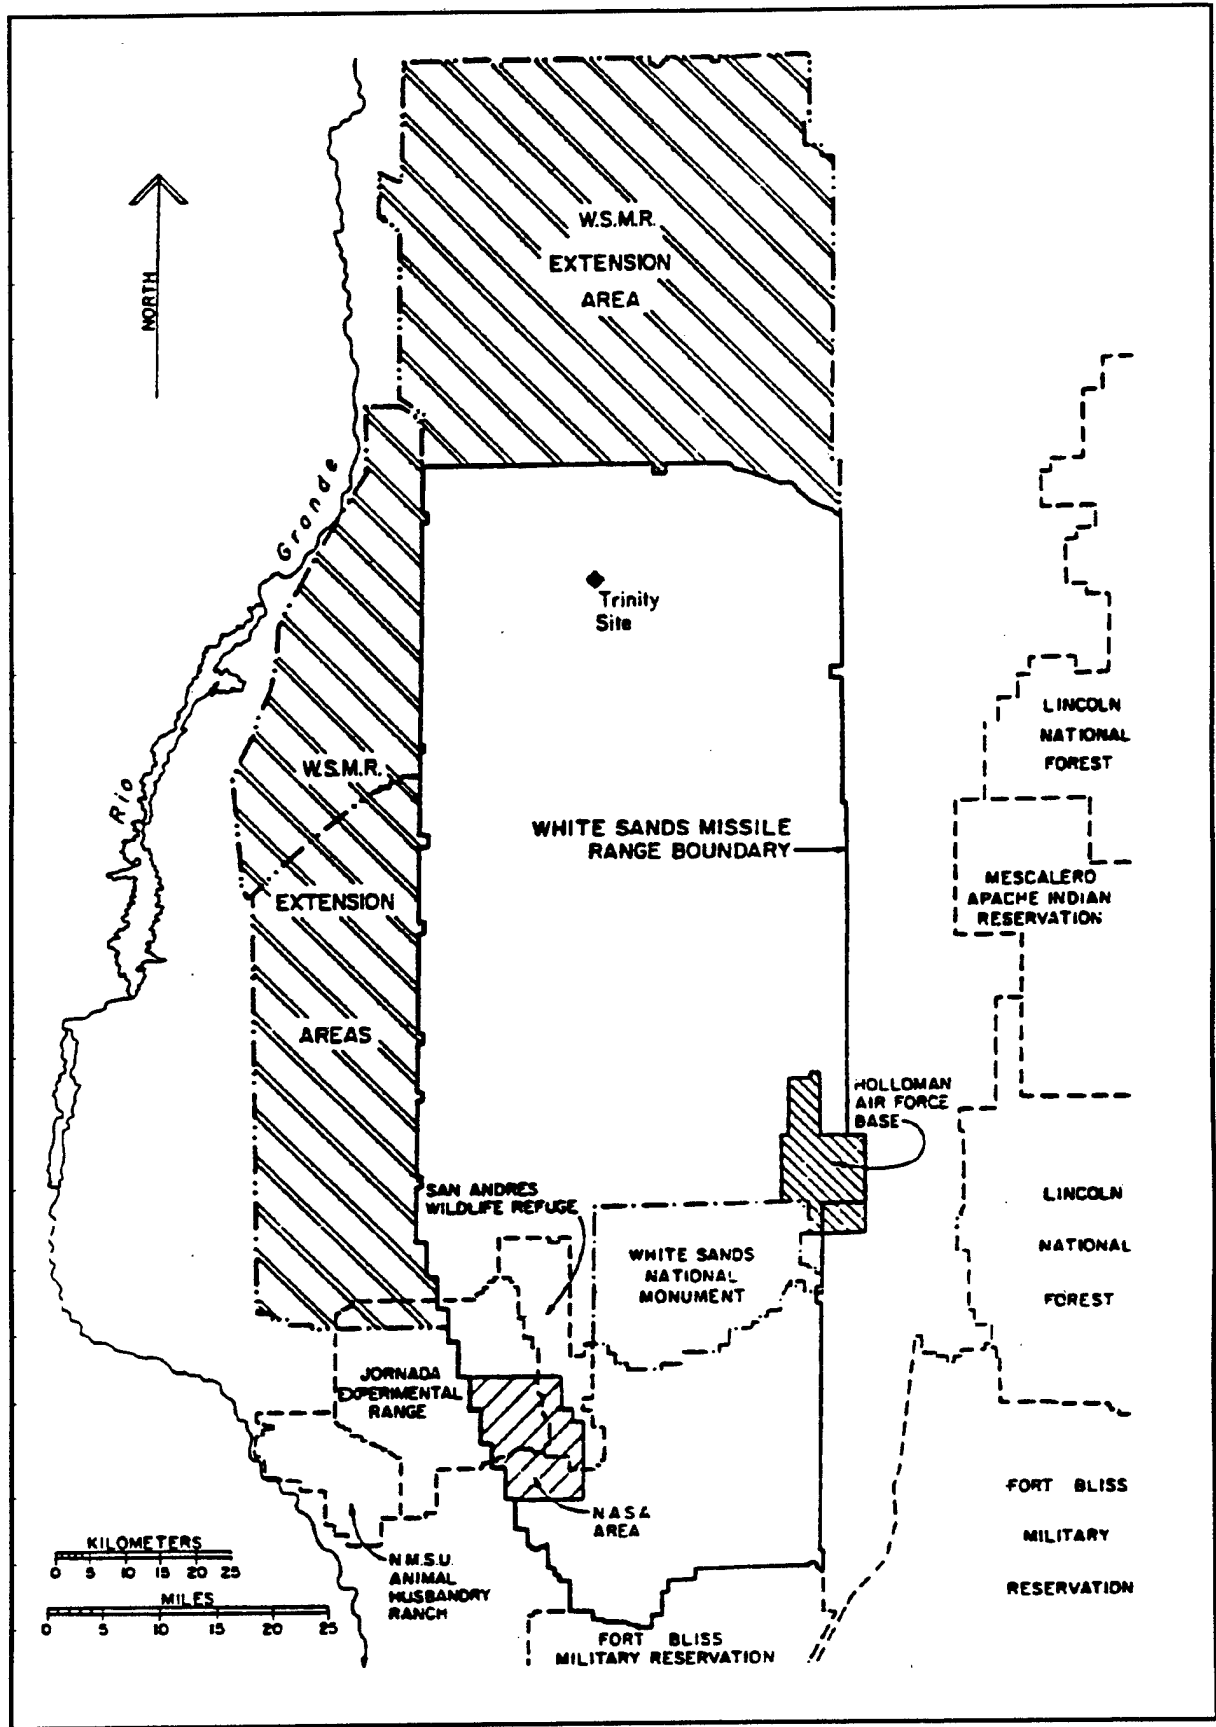 W.S.M.R.
EXTENSION
AREA
NORTH
Rio Grande
Trinity
Site
LINCOLN
NATIONAL
FOREST
W.S.M.R.
EXTENSION
AREAS
WHITE SANDS MISSILE
RANGE BOUNDARY
MESCALERO
APACHE INDIAN
RESERVATION
HOLLOMAN
AIR FORCE
BASE
SAN ANDRES
WILDLIFE REFUGE
WHITE SANDS
NATIONAL
MONUMENT
LINCOLN
NATIONAL
FOREST
JORNADA
EXPERIMENTAL
RANGE
NASA
AREA
FORT BLISS
MILITARY
RESERVATION
N.M.S.U.
ANIMAL
HUSBANDRY
RANCH
KILOMETERS
0 5 10 15 20 25
MILES
0 5 10 15 20 25
FORT BLISS
MILITARY RESERVATION